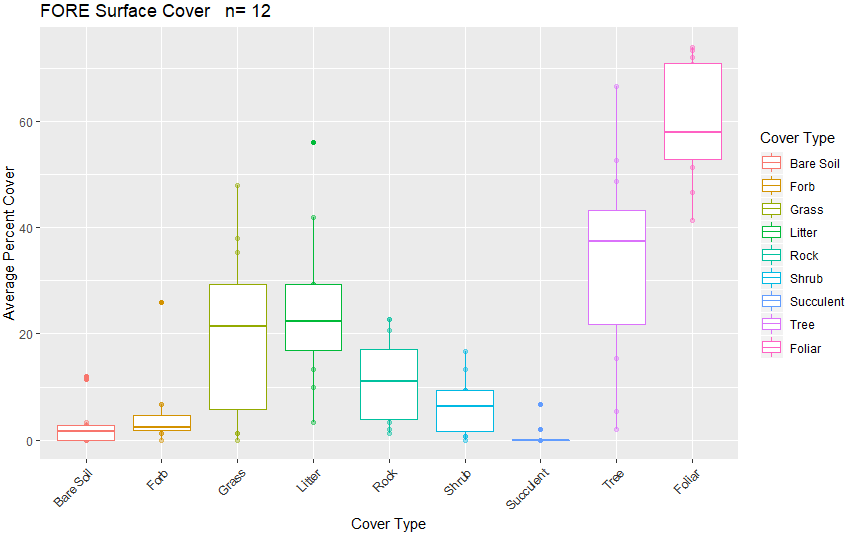 FORE Surface Cover   n= 12
Average Percent Cover
60
40
20
0
Bare Soil
Forb
Grass
Litter
Rock
Shrub
Succulent
Tree
Foliar
Cover Type
Cover Type
Bare Soil
Forb
Grass
Litter
Rock
Shrub
Succulent
Tree
Foliar